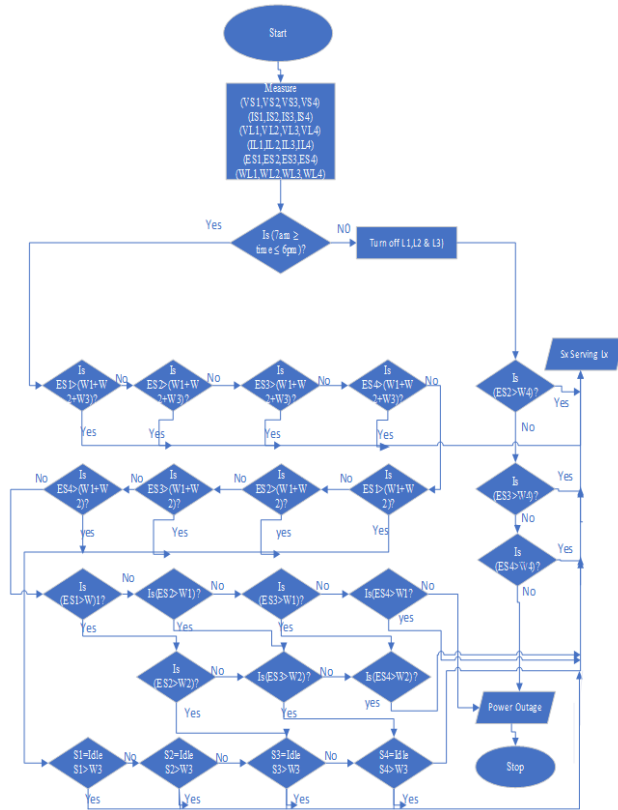 Start
Measure
(VS1,VS2,VS3,VS4)
(IS1,IS2,IS3,IS4)
(VL1,VL2,VL3,VL4)
(IL1,IL2,IL3,IL4)
(ES1,ES2,ES3,ES4)
(WL1,WL2,WL3,WL4)
Yes
Is (7am ≥
time ≤ 6pm)?
N0
Turn off L1,L2 & L3)
Sx Serving Lx
Is
ES1>(W1+W
2+W3)?
No
Is
ES2>(W1+W
2+W3)?
No
Is
ES3>(W1+W
2+W3)?
No
Is
ES4>(W1+W
2+W3)?
No
Yes
Yes
Yes
Yes
Is
(ES2>W4)?
Yes
No
No
Is
ES4>(W1+W
2)?
No
Is
ES3>(W1+W
2)?
No
Is
ES2>(W1+W
2)?
No
Is
ES1>(W1+W
2)?
No
yes
Yes
yes
Yes
Is
(ES3>W4)?
Yes
No
Is
(ES4>W4)?
Yes
No
Is
(ES1>W)1?
No
Is(ES2>W1)?
No
Is
(ES3>W1)?
No
Is(ES4>W1?
No
Yes
Yes
Yes
yes
Is
(ES2>W2)?
No
Is(ES3>W2)?
No
Is(ES4>W2)?
Yes
Yes
yes
Power Outage
S1=Idle
S1>W3
No
S2=Idle
S2>W3
No
S3=Idle
S3>W3
No
S4=Idle
S4>W3
Yes
Yes
Yes
Yes
Stop